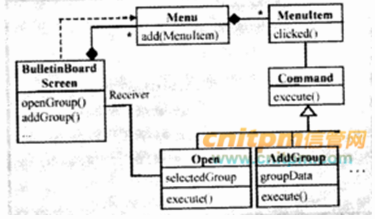 Menu
add(MenuItem)
*
*
MenuItem
clicked()
BulletinBoard
Screen
openGroup()
addGroup()
...
Receiver
Command
execute()
cnitpm信管网
Open
selectedGroup
execute()
AddGroup
groupData
execute()
...